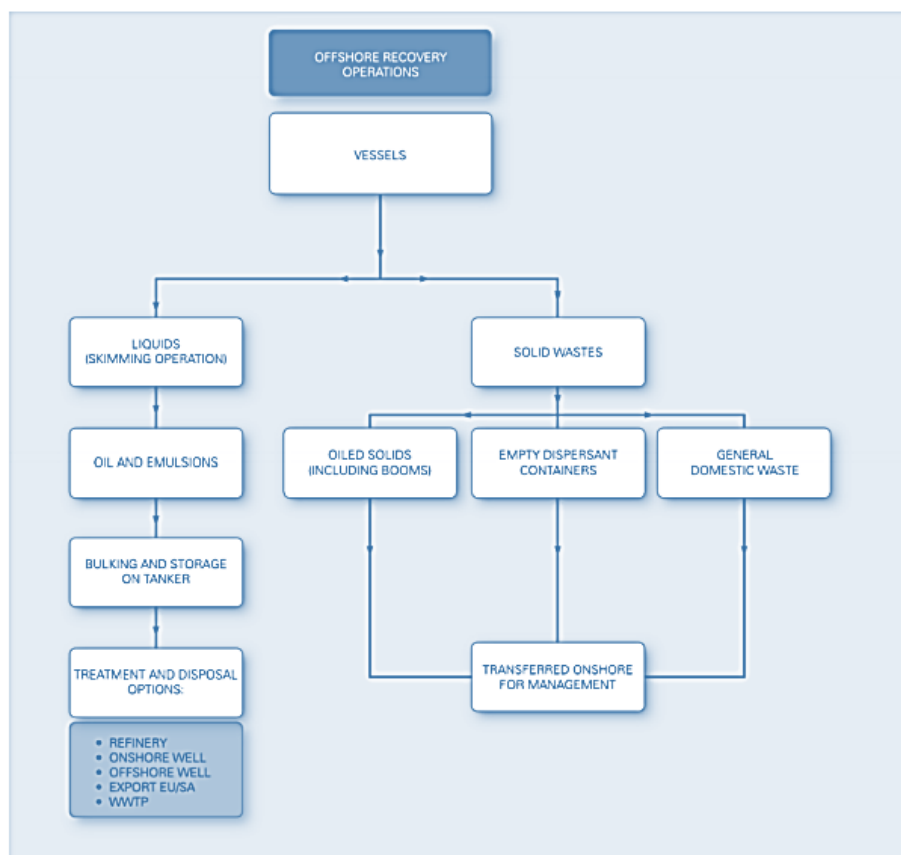 OFFSHORE RECOVERY
OPERATIONS
VESSELS
LIQUIDS
(SKIMMING OPERATION)
SOLID WASTES
OIL AND EMULSIONS
OILED SOLIDS
(INCLUDING BOOMS)
EMPTY DISPERSANT
CONTAINERS
GENERAL
DOMESTIC WASTE
BULKING AND STORAGE
ON TANKER
TREATMENT AND DISPOSAL
OPTIONS:
TRANSFERRED ONSHORE
FOR MANAGEMENT
• REFINERY
• ONSHORE WELL
• OFFSHORE WELL
• EXPORT EU/SA
• WWTP